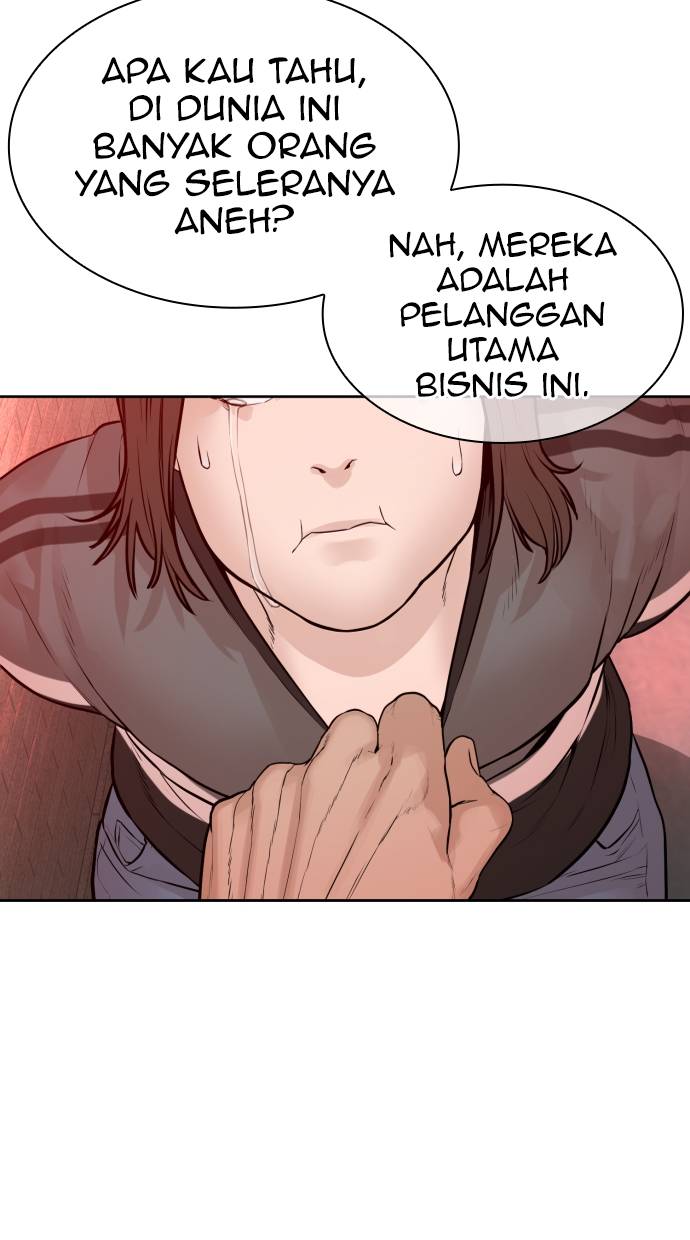 APA KAU TAHU,
DI DUNIA INI
BANYAK ORANG
YANG SELERANYA
ANEH?
NAH, MEREKA
ADALAH
PELANGGAN
UTAMA
BISNIS INI.